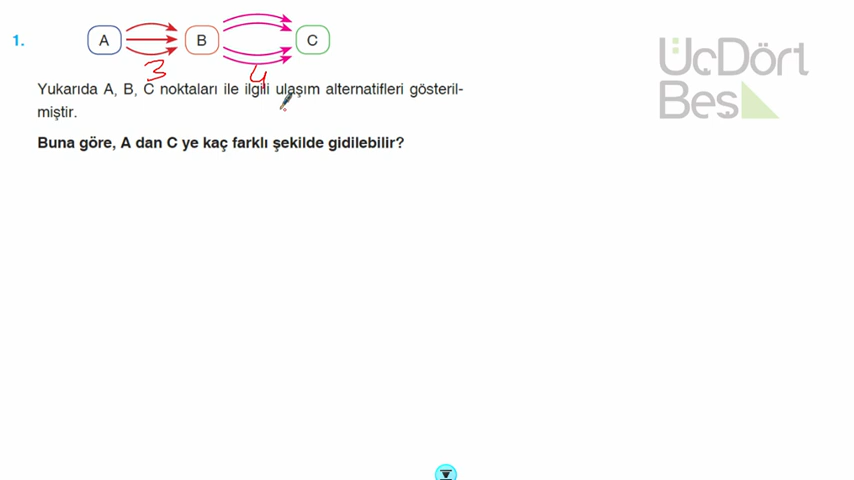 1.
A
B
C
3
4
Yukarıda A, B, C noktaları ile ilgili ulaşım alternatifleri gösteril-
miştir.
Buna göre, A dan C ye kaç farklı şekilde gidilebilir?
ÜçDört
Beş